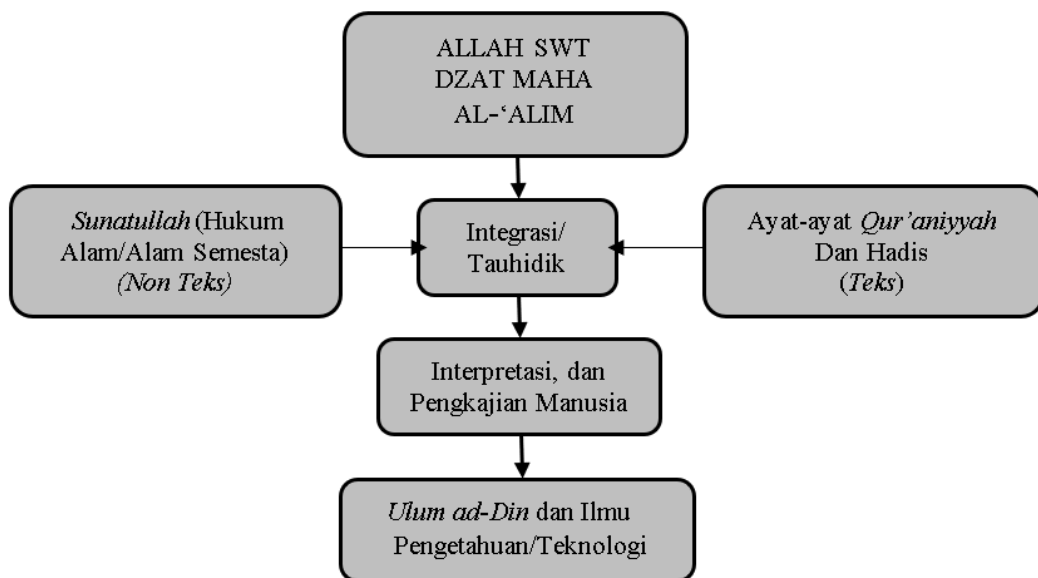 ALLAH SWT
DZAT MAHA
AL-‘ALIM
Sunatullah (Hukum
Alam/Alam Semesta)
(Non Teks)
Integrasi/
Tauhidik
Ayat-ayat Qur’aniyyah
Dan Hadis
(Teks)
Interpretasi, dan
Pengkajian Manusia
Ulum ad-Din dan Ilmu
Pengetahuan/Teknologi